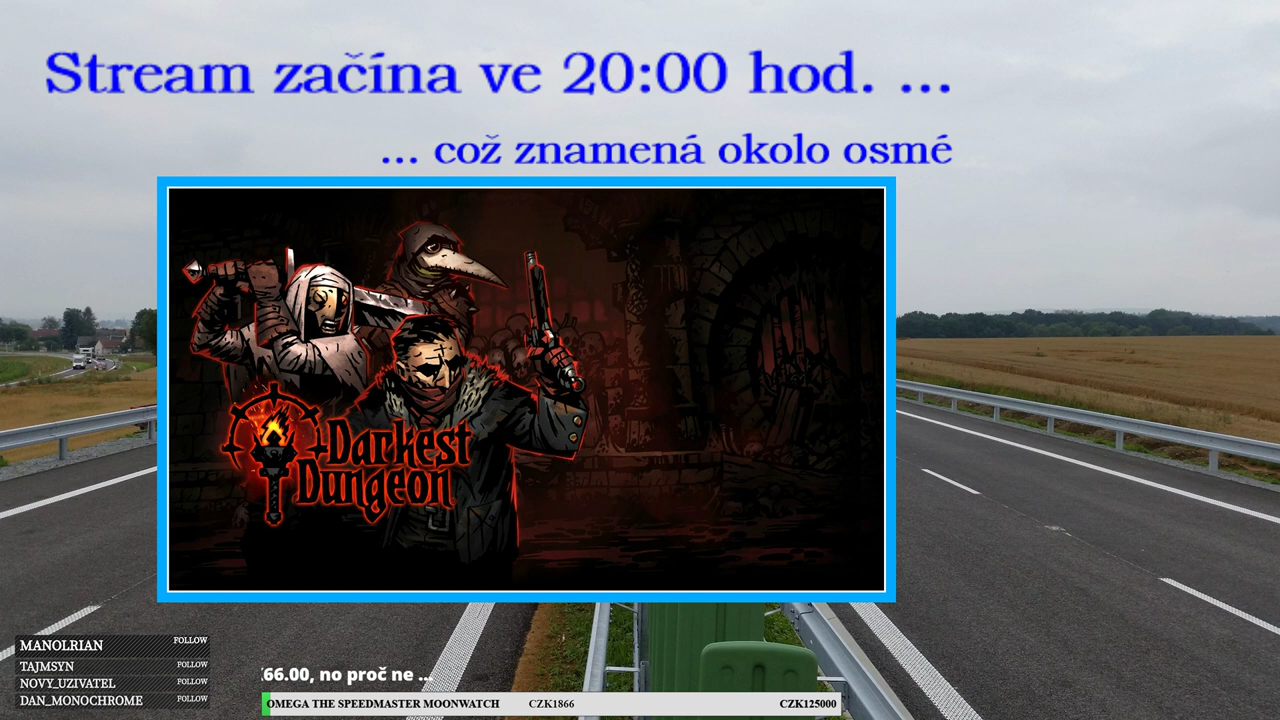 Stream začína ve 20:00 hod. ...
... což znamená okolo osmé
Darkest
Dungeon
MANOLRIAN FOLLOW
TAJMSYN FOLLOW
NOVY_UZIVATEL FOLLOW
DAN_MONOCHROME FOLLOW
66.00, no proč ne ...
OMEGA THE SPEEDMASTER MOONWATCH CZK1866 CZK125000